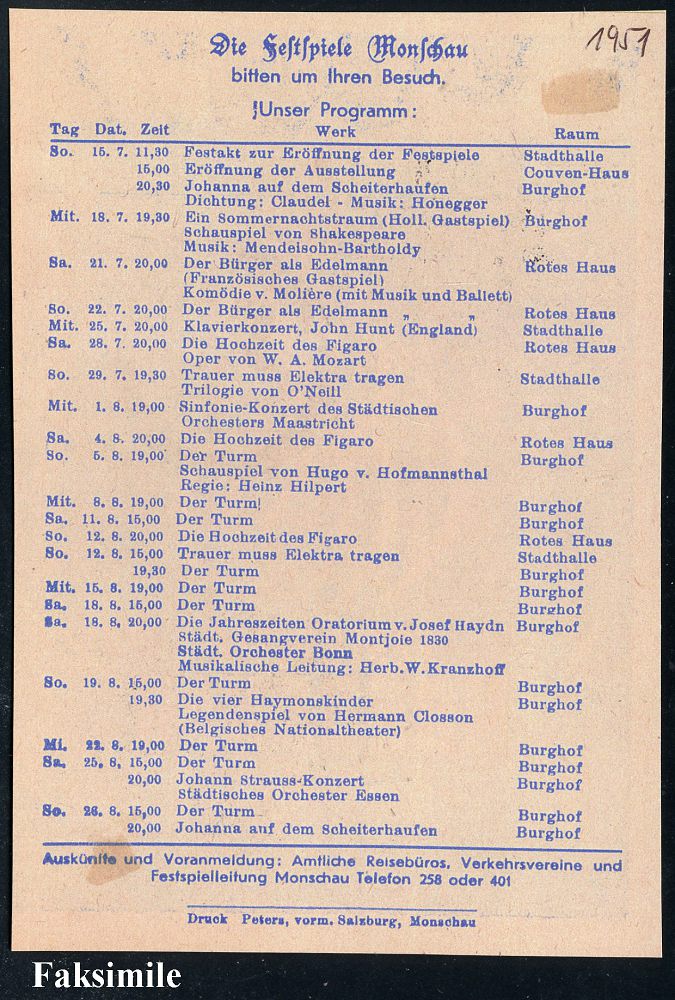 1951
Die Festspiele Monschau
bitten um Ihren Besuch.
Unser Programm:
Tag Dat. Zeit Werk Raum
So. 15. 7. 11,30 Festakt zur Eröffnung der Festspiele Stadthalle
15,00 Eröffnung der Ausstellung Couven-Haus
20,30 Johanna auf dem Scheiterhaufen Burghof
Dichtung: Claudel - Musik: Honegger
Mit. 18. 7. 19,30 Ein Sommernachtstraum (Holl. Gastspiel) Burghof
Schauspiel von Shakespeare
Musik: Mendelsohn-Bartholdy
Sa. 21. 7. 20,00 Der Bürger als Edelmann Rotes Haus
(Französisches Gastspiel)
Komödie v. Molière (mit Musik und Ballett)
So. 22. 7. 20,00 Der Bürger als Edelmann „ „ Rotes Haus
Mit. 25. 7. 20,00 Klavierkonzert, John Hunt (England) Stadthalle
Sa. 28. 7. 20,00 Die Hochzeit des Figaro Rotes Haus
Oper von W. A. Mozart
So. 29. 7. 19,30 Trauer muss Elektra tragen Stadthalle
Trilogie von O'Neill
Mit. 1. 8. 19,00 Sinfonie-Konzert des Städtischen Burghof
Orchesters Maastricht
Sa. 4. 8. 20,00 Die Hochzeit des Figaro Rotes Haus
So. 5. 8. 19,00 Der Turm Burghof
Schauspiel von Hugo v. Hofmannsthal
Regie: Heinz Hilpert
Mit. 8. 8. 19,00 Der Turm Burghof
Sa. 11. 8. 15,00 Der Turm Burghof
So. 12. 8. 20,00 Die Hochzeit des Figaro Rotes Haus
So. 12. 8. 15,00 Trauer muss Elektra tragen Stadthalle
19,30 Der Turm Burghof
Mit. 15. 8. 19,00 Der Turm Burghof
Sa. 18. 8. 15,00 Der Turm Burghof
Sa. 18. 8. 20,00 Die Jahreszeiten Oratorium v. Josef Haydn Burghof
Städt. Gesangverein Montjoie 1830
Städt. Orchester Bonn
Musikalische Leitung: Herb. W. Kranzhoff
So. 19. 8. 15,00 Der Turm Burghof
19,30 Die vier Haymonskinder Burghof
Legendenspiel von Hermann Closson
(Belgisches Nationaltheater)
Mi. 22. 8. 19,00 Der Turm Burghof
Sa. 25. 8. 15,00 Der Turm Burghof
20,00 Johann Strauss-Konzert Burghof
Städtisches Orchester Essen
So. 26. 8. 15,00 Der Turm Burghof
20,00 Johanna auf dem Scheiterhaufen Burghof
Auskünfte und Voranmeldung: Amtliche Reisebüros, Verkehrsvereine und
Festspielleitung Monschau Telefon 258 oder 401
Druck Peters, vorm. Salzburg, Monschau
Faksimile